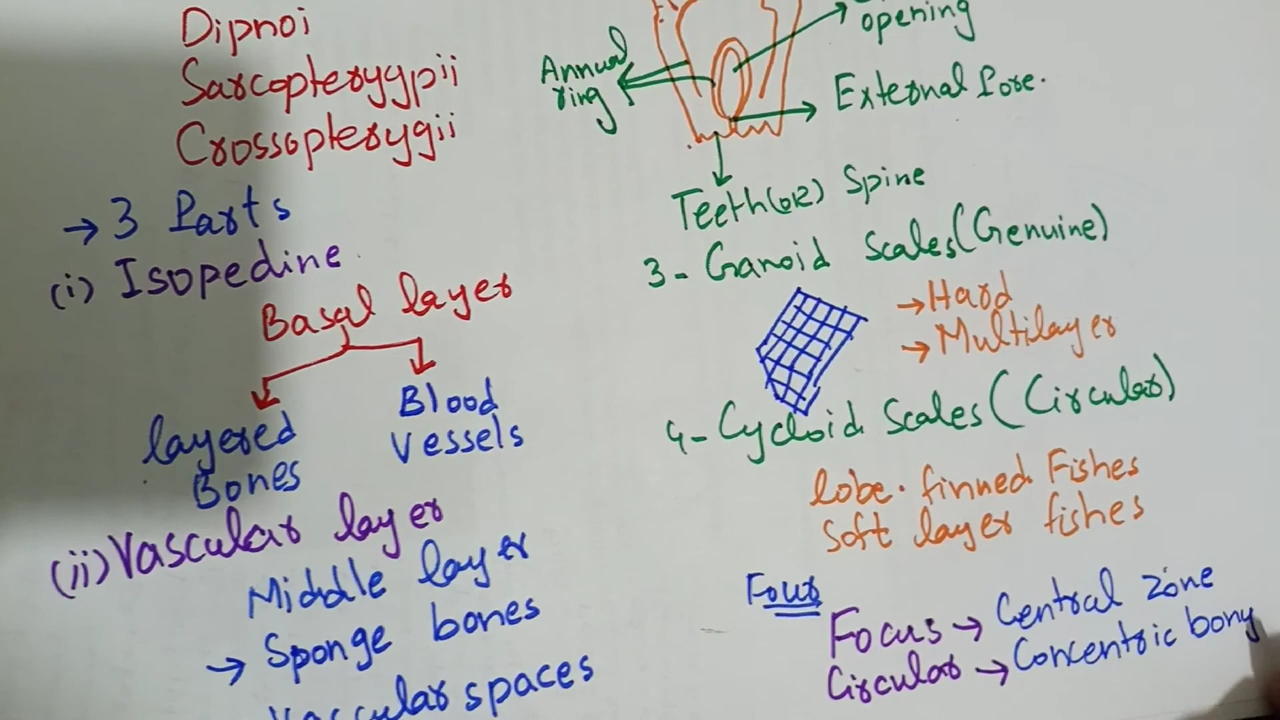 Dipnoi
Sarcopterygpii
Crossopterygii
→ 3 Parts
(i) Isopedine
Basal layer
layered
Bones
Blood
vessels
(ii) Vascular layer
Middle layer
→ Sponge bones
Vascular spaces
opening
Annual
ring
External Pore.
Teeth(OR) Spine
3- Ganoid Scales(Genuine)
→ Hard
→ Multilayer
4- Cycloid Scales (Circular)
lobe. finned Fishes
soft layer fishes
Four
Focus → Central Zone
Circular → Concentric bony